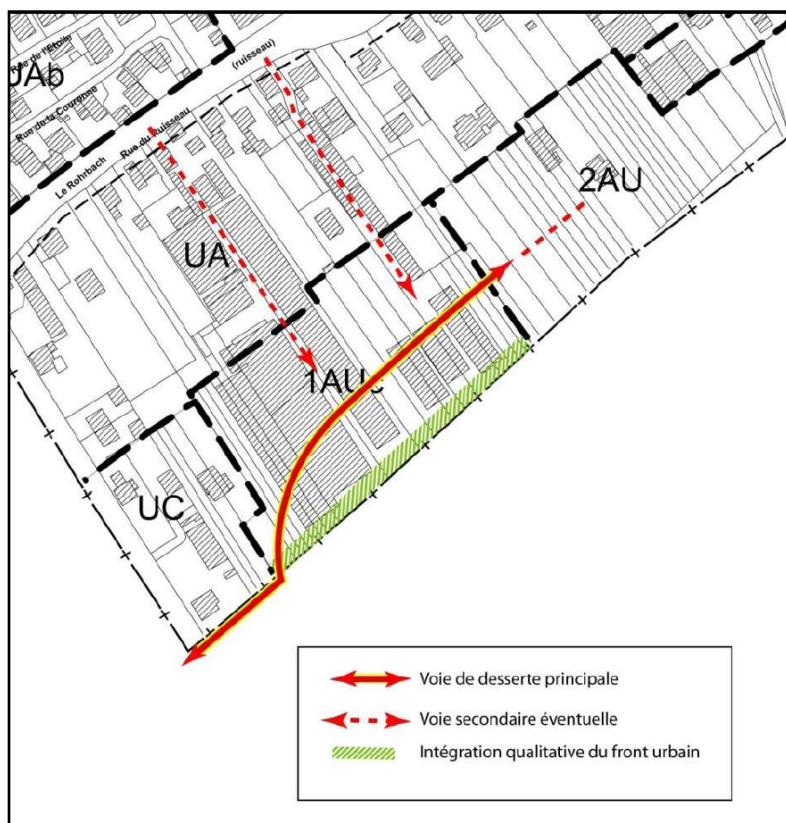 Rue de l'Etoile
UAb
Rue de la Couronne
(ruisseau)
Rue du Ruisseau
Le Rohrbach
UA
2AU
UC
Voie de desserte principale
Voie secondaire éventuelle
Intégration qualitative du front urbain